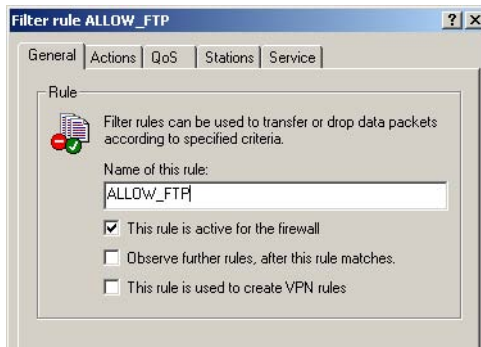 Filter rule ALLOW_FTP
General Actions QoS Stations Service
Rule
Filter rules can be used to transfer or drop data packets
according to specified criteria.
Name of this rule:
ALLOW_FTP
This rule is active for the firewall
Observe further rules, after this rule matches.
This rule is used to create VPN rules